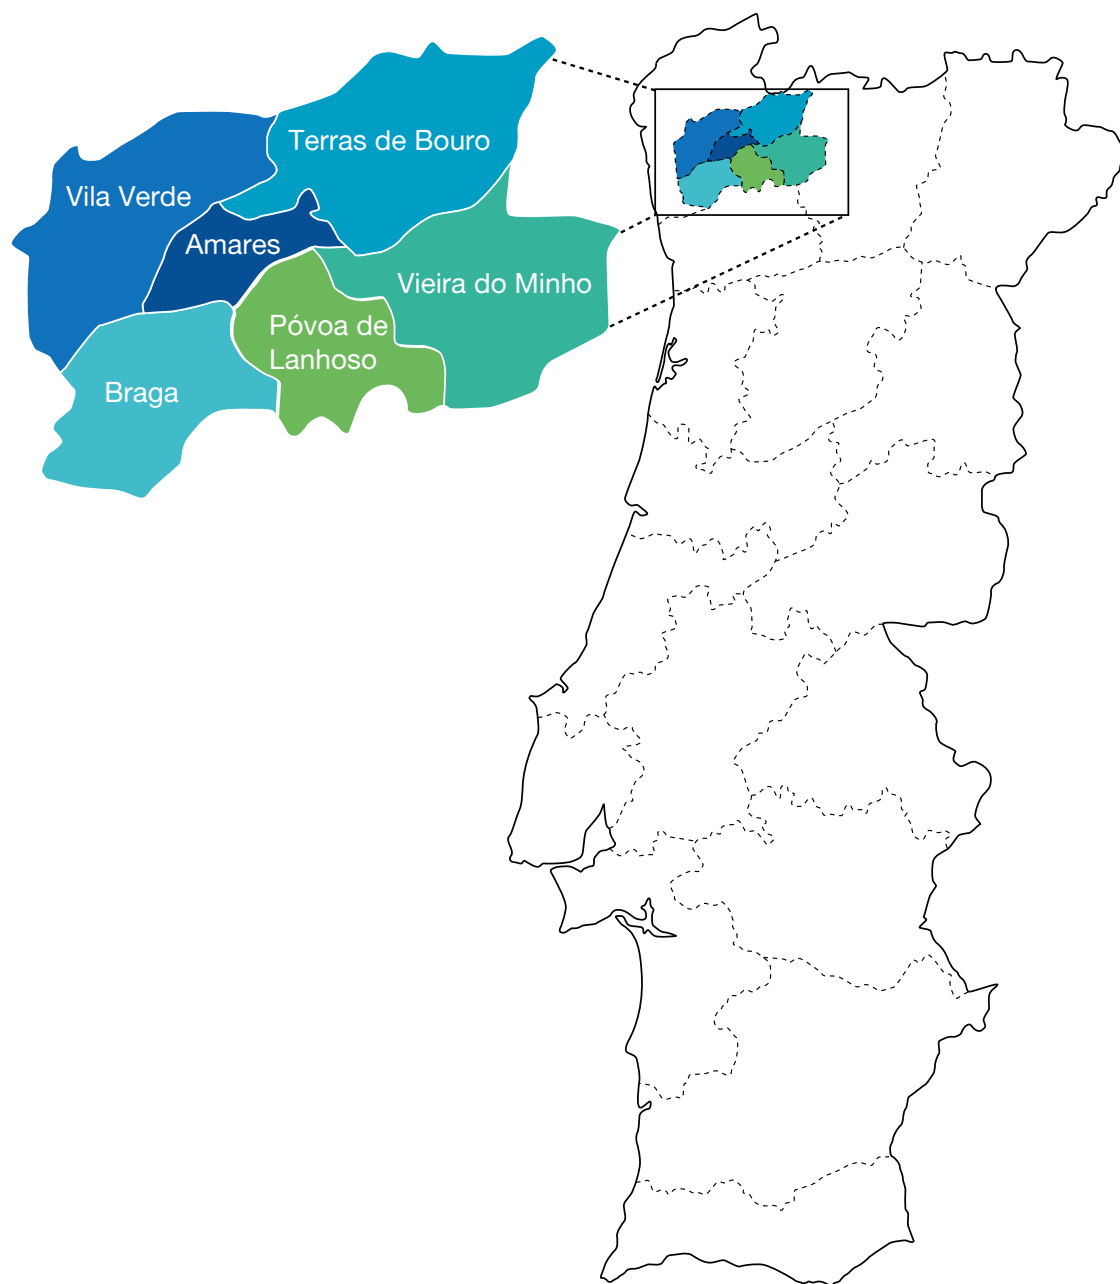 Terras de Bouro
Vila Verde
Amares
Vieira do Minho
Póvoa de
Lanhoso
Braga